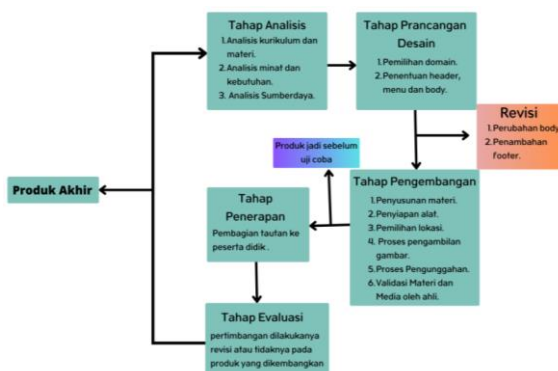 Tahap Analisis
1.Analisis kurikulum dan
materi.
2.Analisis minat dan
kebutuhan.
3. Analisis Sumberdaya.
Tahap Prancangan
Desain
1.Pemilihan domain.
2.Penentuan header,
menu dan body.
Revisi
1.Perubahan body
2.Penambahan
footer.
Produk jadi sebelum
uji coba
Tahap Pengembangan
1.Penyusunan materi.
2.Penyiapan alat.
3.Pemilihan lokasi.
4. Proses pengambilan
gambar.
5.Proses Pengunggahan.
6.Validasi Materi dan
Media oleh ahli.
Produk Akhir
Tahap
Penerapan
Pembagian tautan ke
peserta didik .
Tahap Evaluasi
pertimbangan dilakukanya
revisi atau tidaknya pada
produk yang dikembangkan